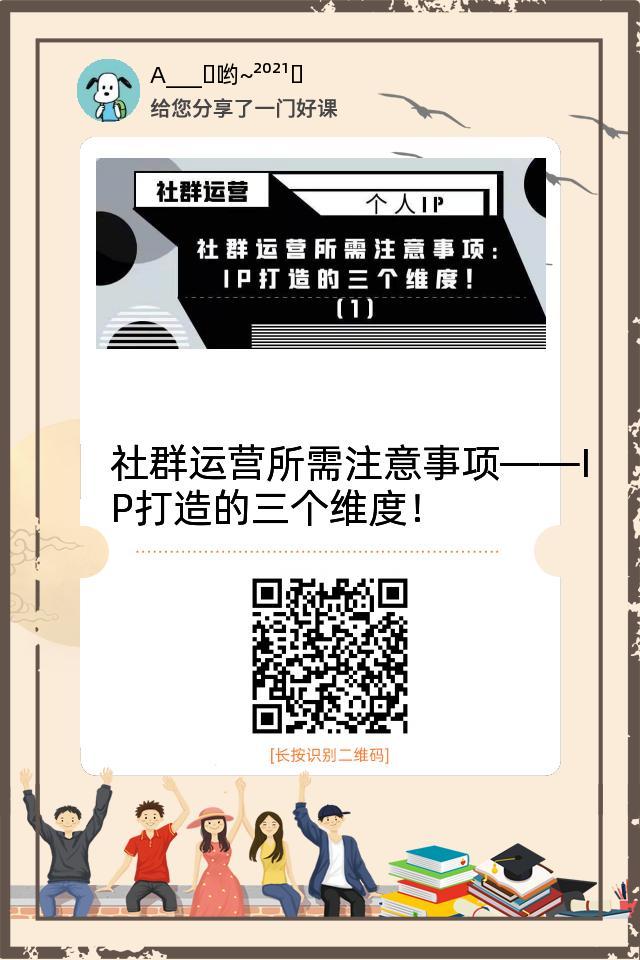 A___▯哟~²⁰²¹▯
给您分享了一门好课
社群运营
个人IP
社群运营所需注意事项：
IP打造的三个维度！
(1)
社群运营所需注意事项——I
P打造的三个维度！
[长按识别二维码]